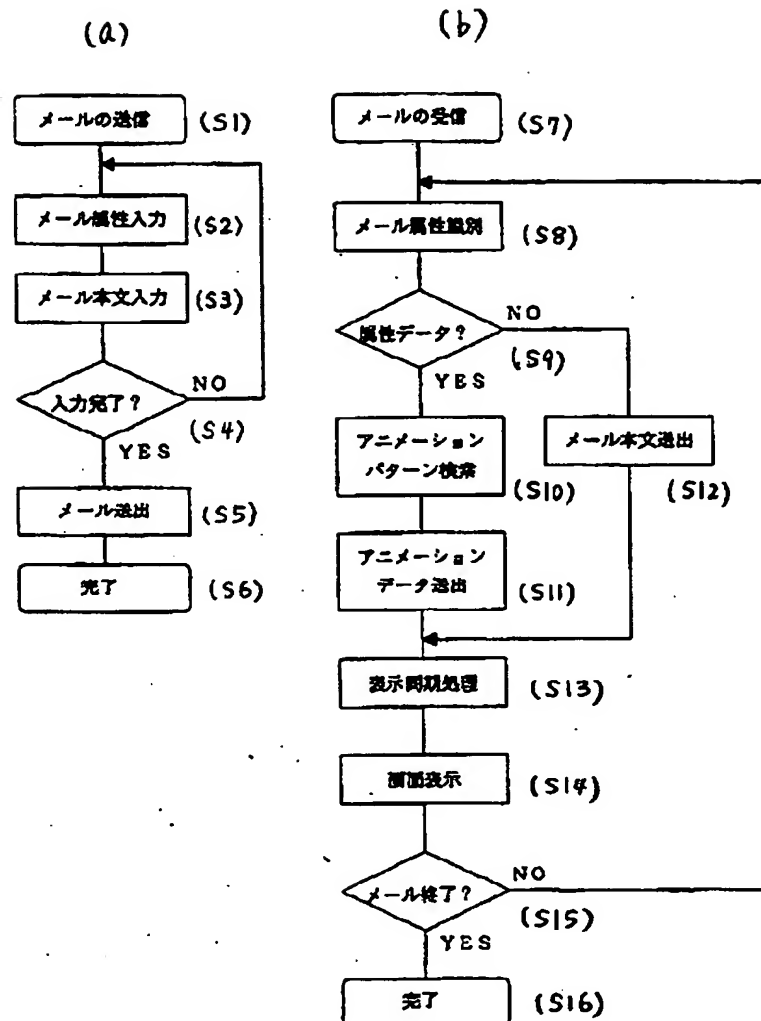 (a)
メールの送信 (S1)
メール属性入力 (S2)
メール本文入力 (S3)
入力完了? NO (S4)
YES
メール送出 (S5)
完了 (S6)
(b)
メールの受信 (S7)
メール属性識別 (S8)
属性データ? NO (S9)
YES
アニメーション
パターン検索 (S10)
メール本文送出 (S12)
アニメーション
データ送出 (S11)
表示同期処理 (S13)
画面表示 (S14)
メール終了? NO (S15)
YES
完了 (S16)